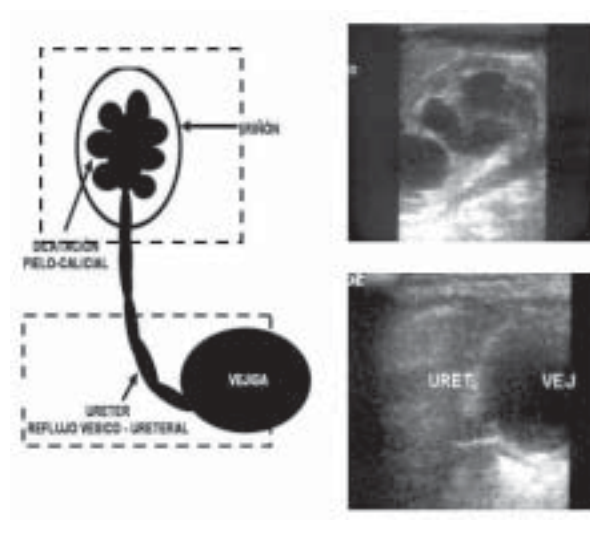 RIÑÓN
DILATACIÓN
PIELO-CALICIAL
VEJIGA
URETER
REFLUJO VESICO - URETERAL
URET.
VEJ